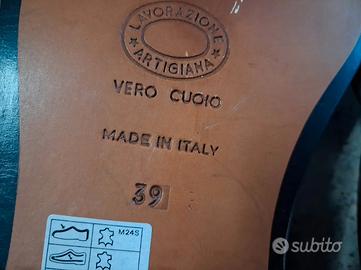 LAVORAZIONE
ARTIGIANA
VERO CUOIO
MADE IN ITALY
39
M24S
subito